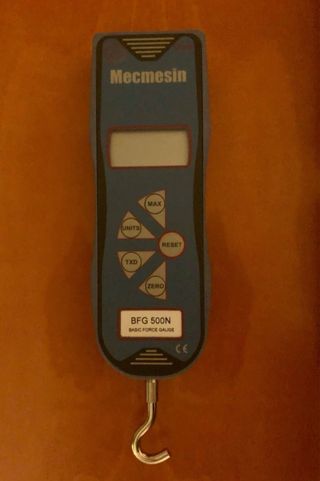 Mecmesin
MAX
UNITS
RESET
TXD
ZERO
BFG 500N
BASIC FORCE GAUGE
CE